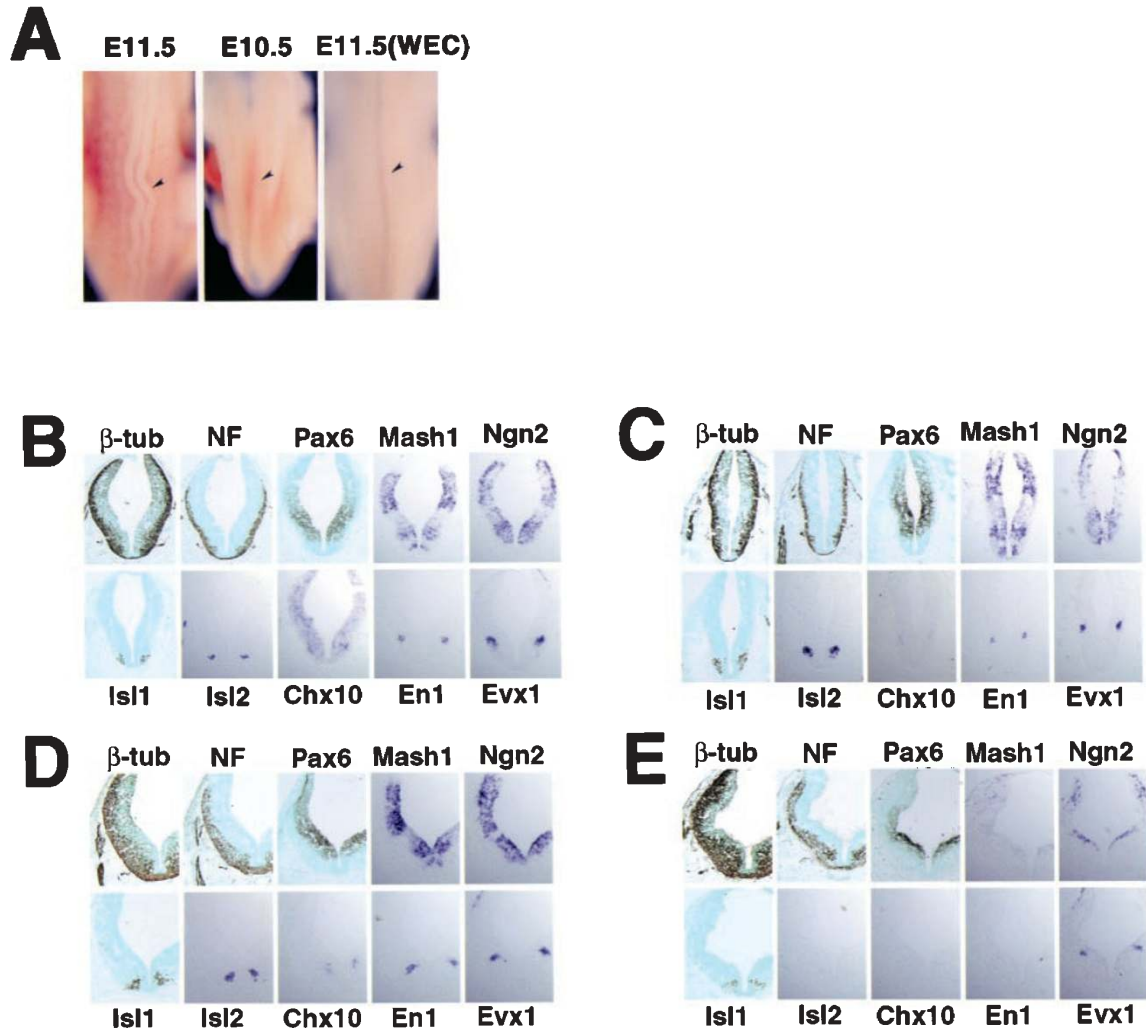 A
E11.5 E10.5 E11.5(WEC)
B
β-tub NF Pax6 Mash1 Ngn2
Isl1 Isl2 Chx10 En1 Evx1
C
β-tub NF Pax6 Mash1 Ngn2
Isl1 Isl2 Chx10 En1 Evx1
D
β-tub NF Pax6 Mash1 Ngn2
Isl1 Isl2 Chx10 En1 Evx1
E
β-tub NF Pax6 Mash1 Ngn2
Isl1 Isl2 Chx10 En1 Evx1